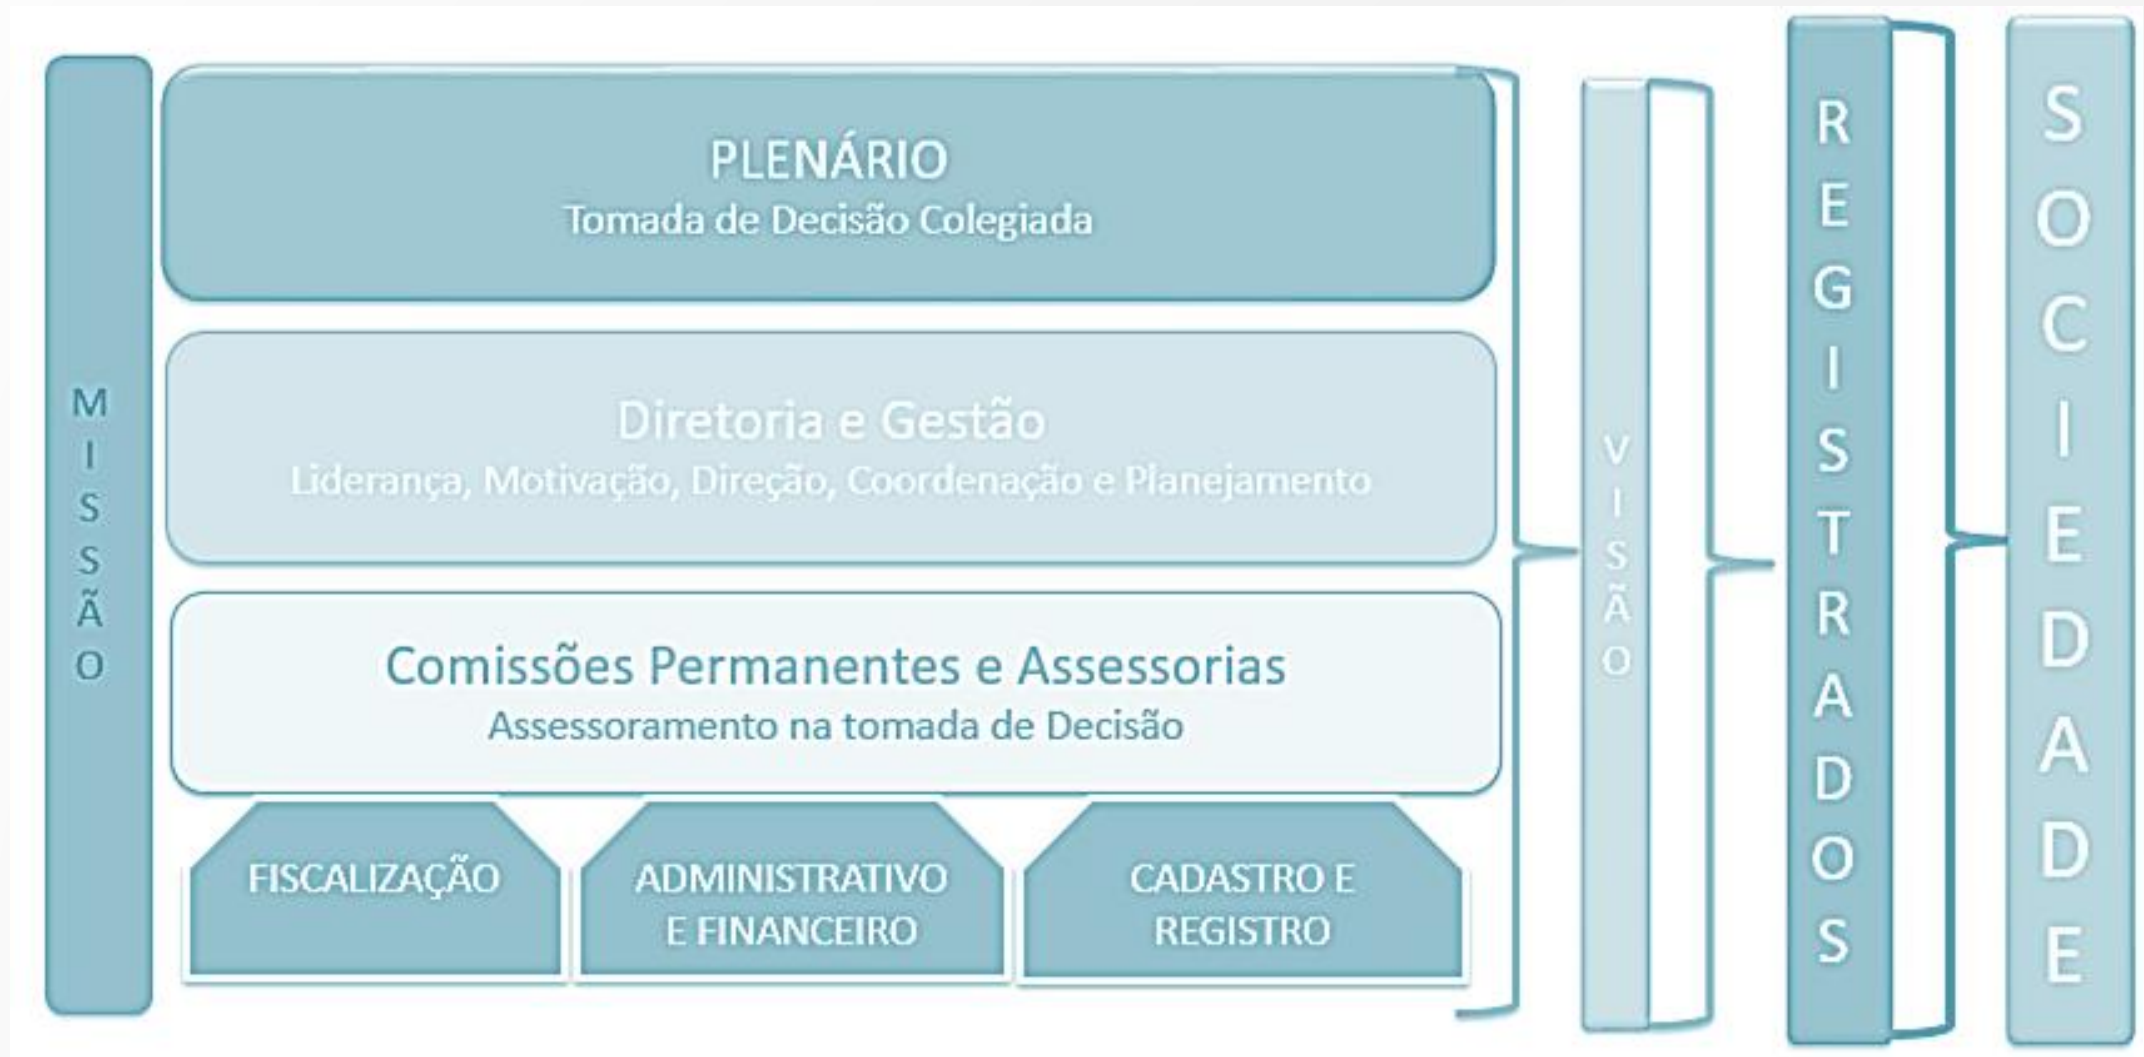 MISSÃO
PLENÁRIO
Tomada de Decisão Colegiada
Diretoria e Gestão
Liderança, Motivação, Direção, Coordenação e Planejamento
Comissões Permanentes e Assessorias
Assessoramento na tomada de Decisão
FISCALIZAÇÃO
ADMINISTRATIVO
E FINANCEIRO
CADASTRO E
REGISTRO
VISÃO
REGISTRADOS
SOCIEDADE